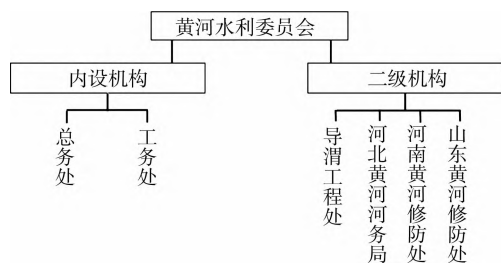 黄河水利委员会
内设机构
二级机构
总务处
工务处
导渭工程处
河北黄河河务局
河南黄河修防处
山东黄河修防处